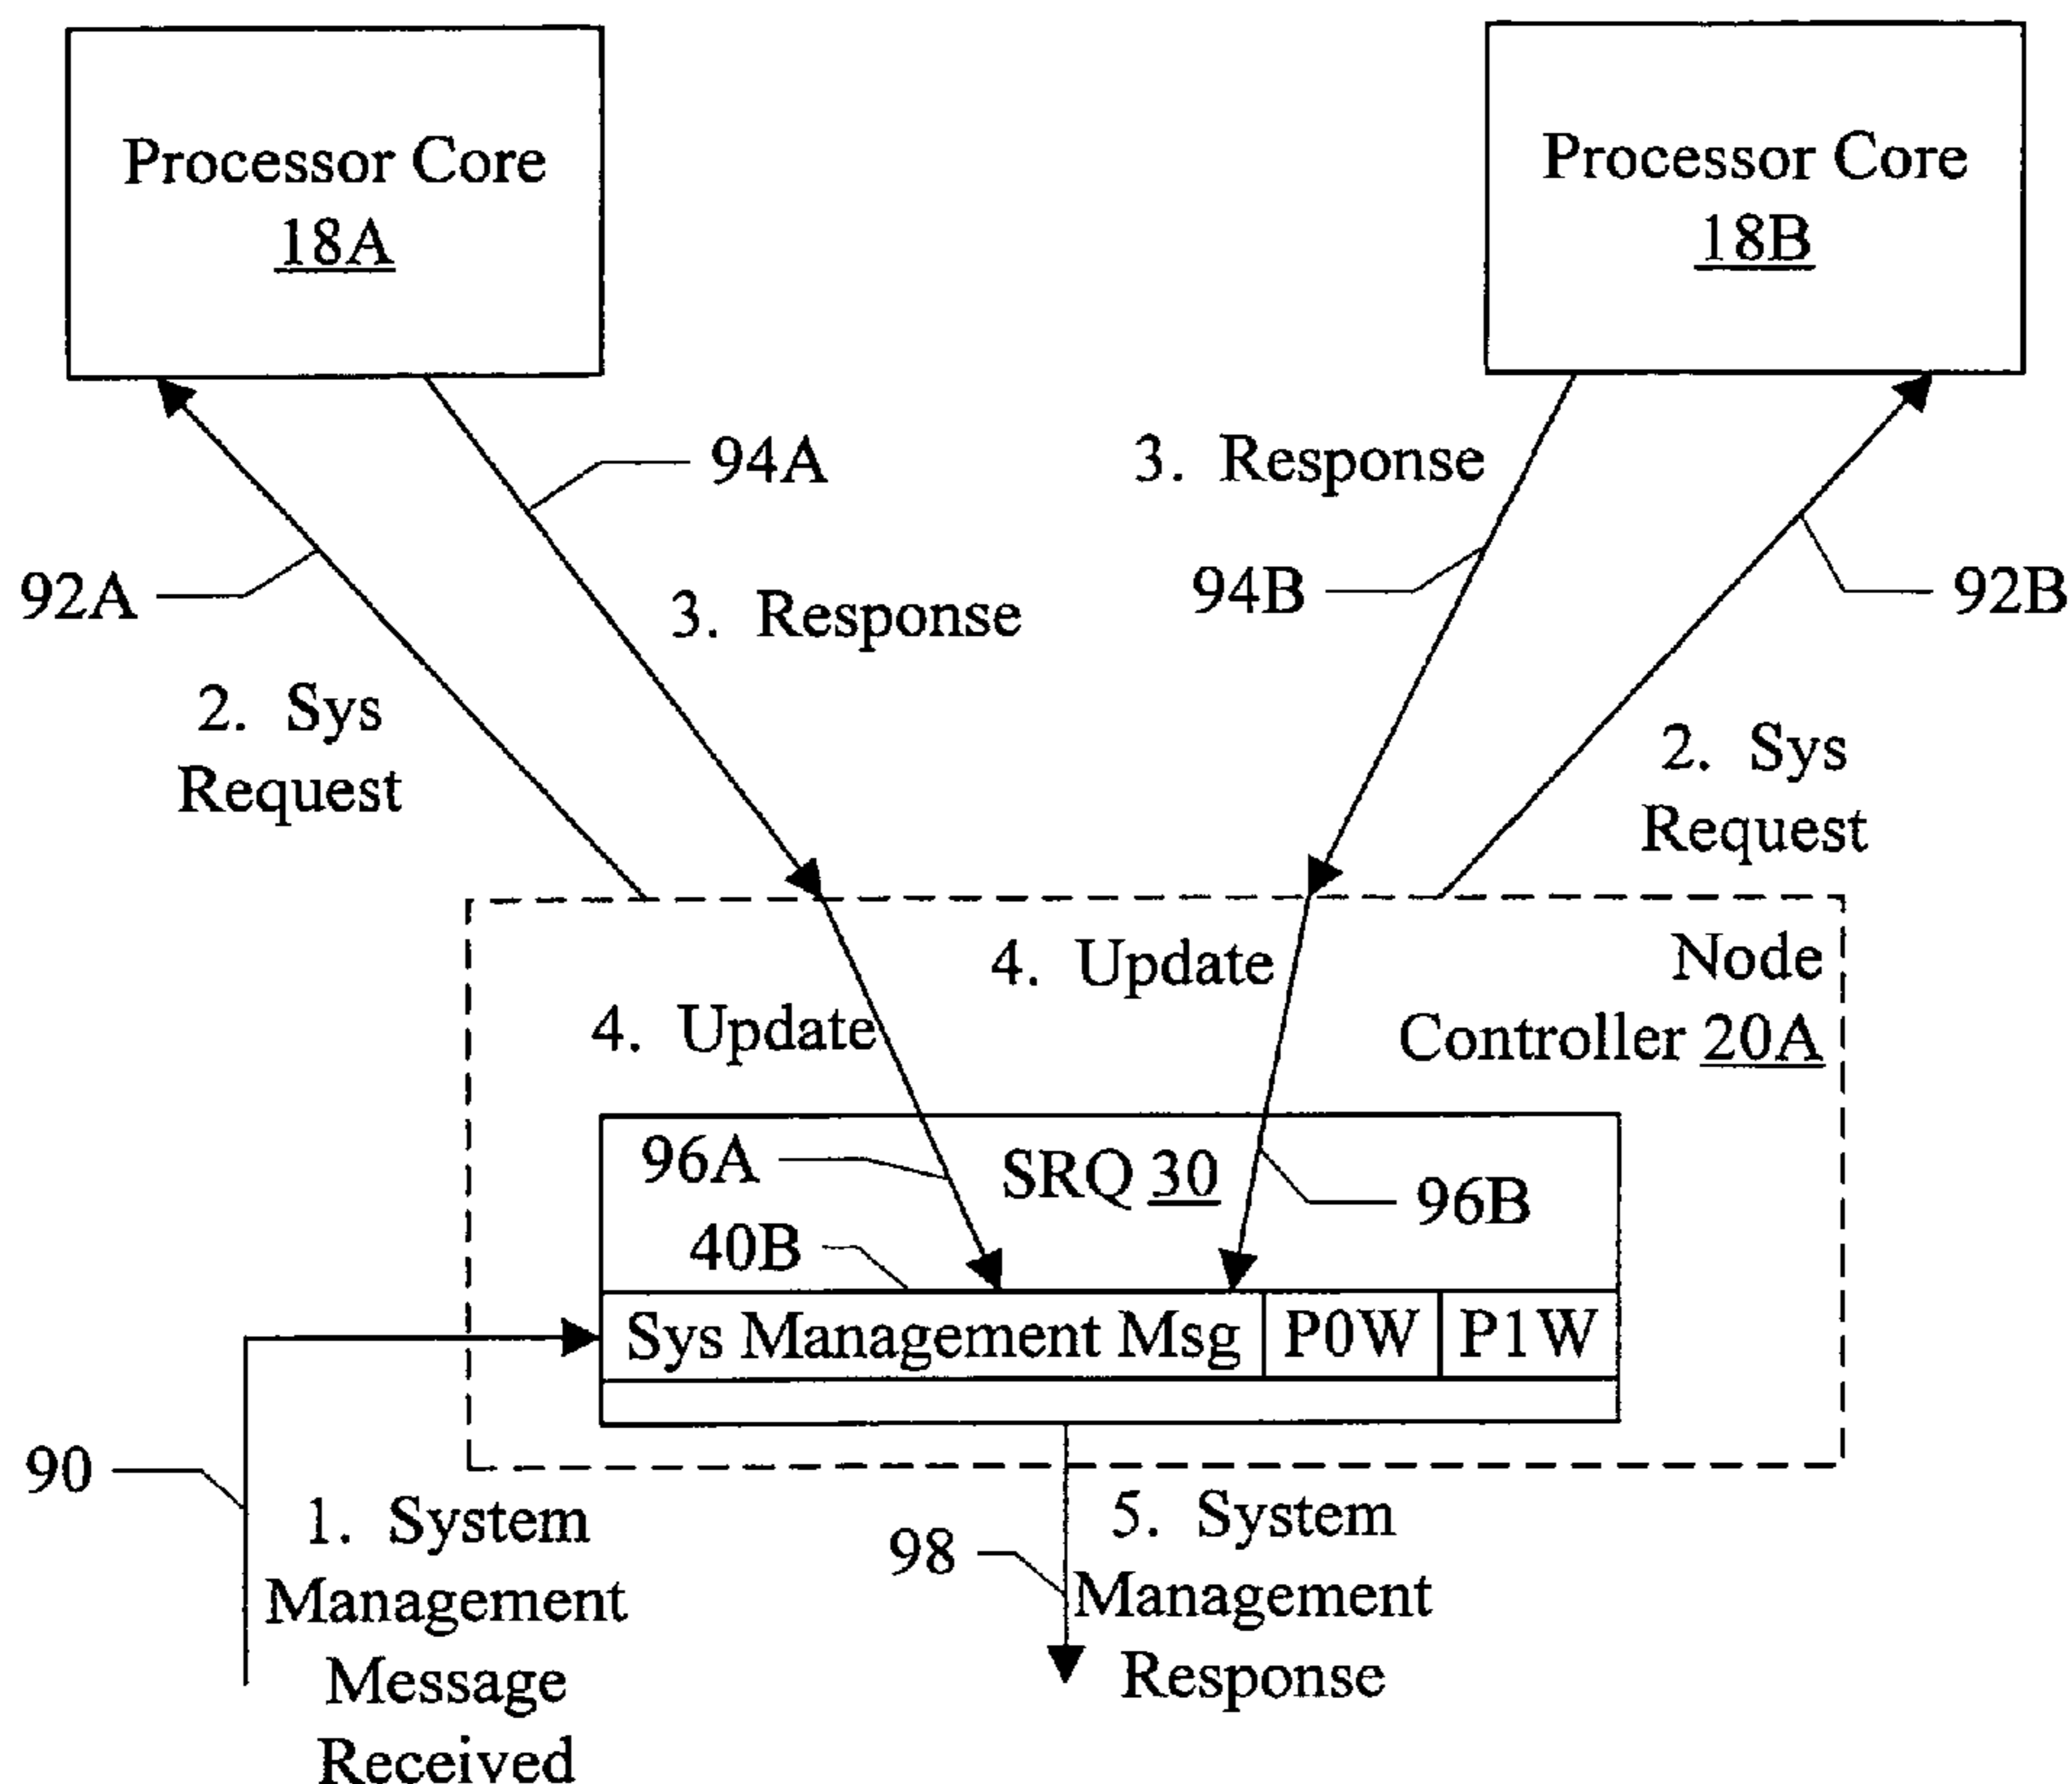 Processor Core
18A
Processor Core
18B
94A
3. Response
92A
3. Response
94B
92B
2. Sys
Request
2. Sys
Request
4. Update
Node
Controller 20A
4. Update
96A
SRQ 30
96B
40B
Sys Management Msg
P0W
P1W
90
1. System
Management
Message
Received
98
5. System
Management
Response